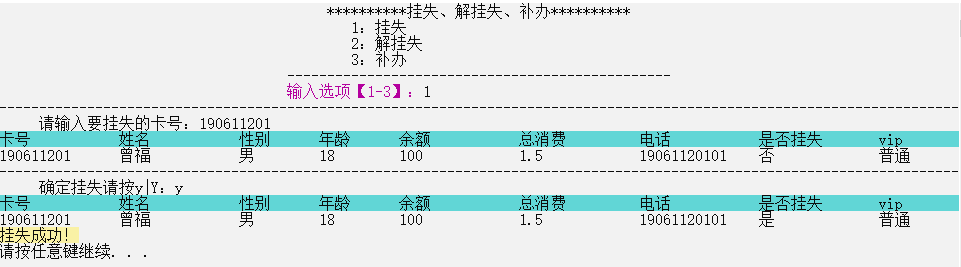 **********挂失、解挂失、补办**********
1：挂失
2：解挂失
3：补办
------------------------------------------------
输入选项【1-3】：1
------------------------------------------------------------------------------------------------------------------------
请输入要挂失的卡号：190611201
卡号 姓名 性别 年龄 余额 总消费 电话 是否挂失 vip
190611201 曾福 男 18 100 1.5 19061120101 否 普通
------------------------------------------------------------------------------------------------------------------------
确定挂失请按y|Y：y
卡号 姓名 性别 年龄 余额 总消费 电话 是否挂失 vip
190611201 曾福 男 18 100 1.5 19061120101 是 普通
挂失成功！
请按任意键继续. . .